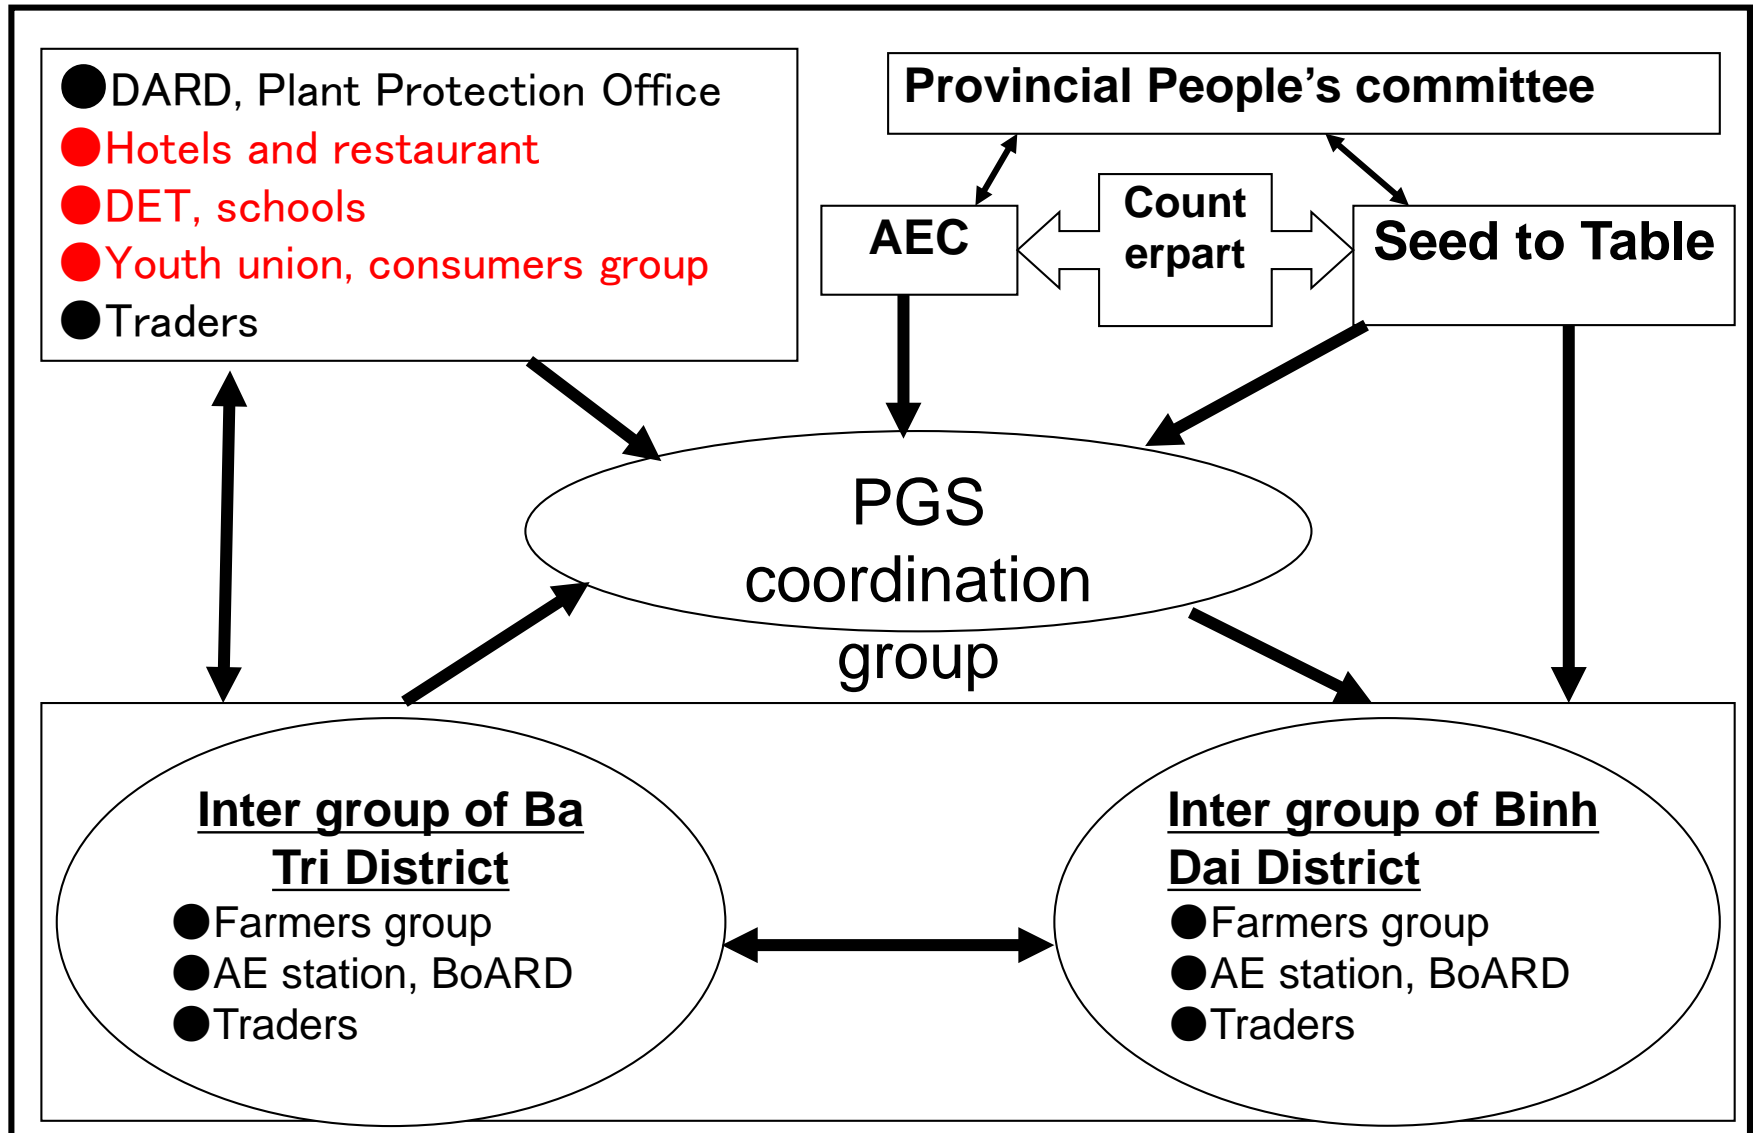 ●DARD, Plant Protection Office
●Hotels and restaurant
●DET, schools
●Youth union, consumers group
●Traders
Provincial People’s committee
AEC
Count
erpart
Seed to Table
PGS
coordination
group
Inter group of Ba
Tri District
●Farmers group
●AE station, BoARD
●Traders
Inter group of Binh
Dai District
●Farmers group
●AE station, BoARD
●Traders